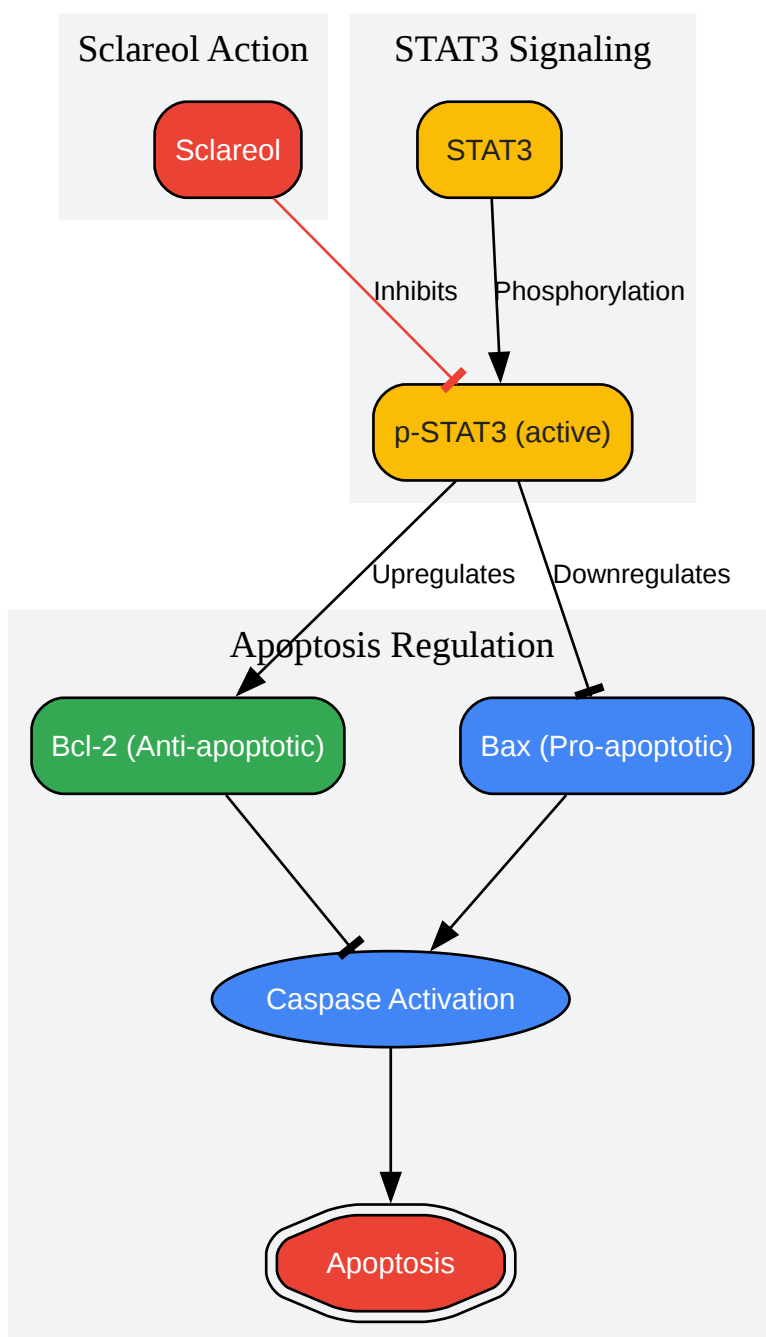 Sclareol Action
STAT3 Signaling
Sclareol
STAT3
Inhibits
Phosphorylation
p-STAT3 (active)
Upregulates
Downregulates
Apoptosis Regulation
Bcl-2 (Anti-apoptotic)
Bax (Pro-apoptotic)
Caspase Activation
Apoptosis